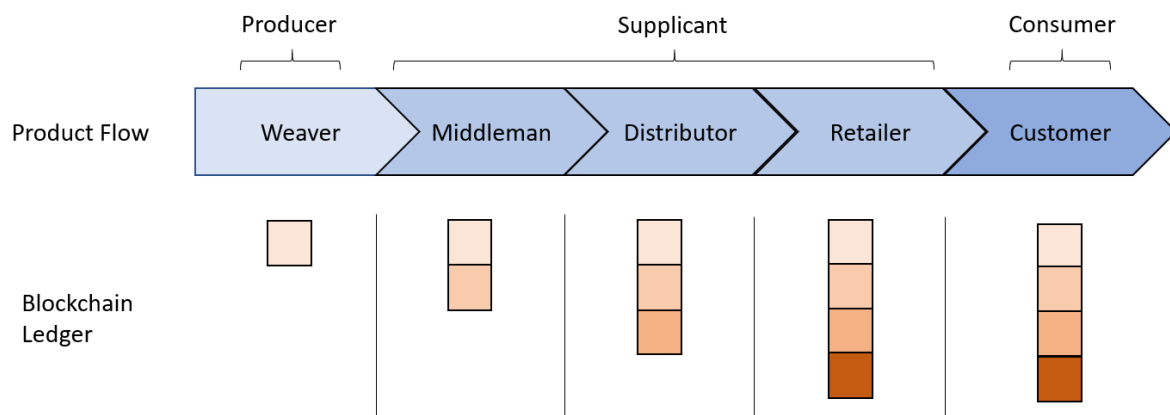 Producer
Supplicant
Consumer
Product Flow
Weaver
Middleman
Distributor
Retailer
Customer
Blockchain
Ledger